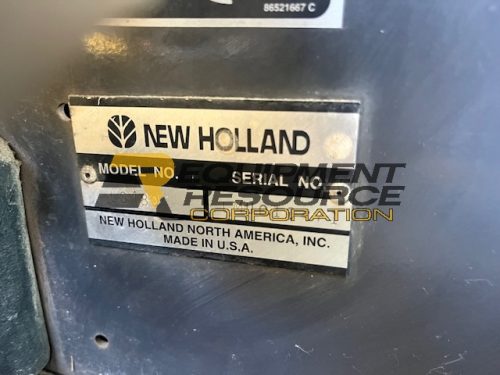 86521667 C
NEW HOLLAND
MODEL NO. SERIAL NO.
EQUIPMENT
RESOURCE
CORPORATION
NEW HOLLAND NORTH AMERICA, INC.
MADE IN U.S.A.